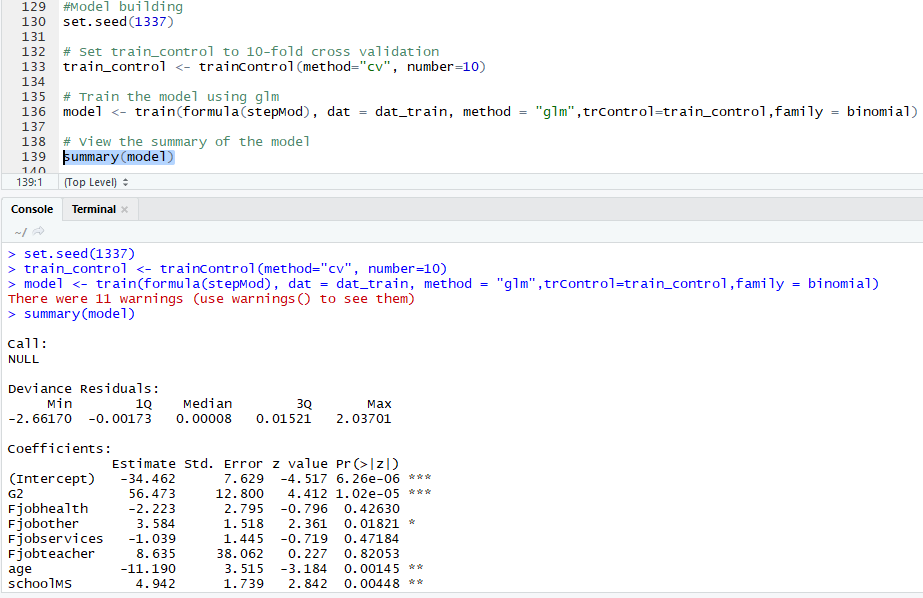 129 #Model building
130 set.seed(1337)
131
132 # Set train_control to 10-fold cross validation
133 train_control <- trainControl(method="cv", number=10)
134
135 # Train the model using glm
136 model <- train(formula(stepMod), dat = dat_train, method = "glm",trControl=train_control,family = binomial)
137
138 # View the summary of the model
139 summary(model)
140
139:1 (Top Level)
Console Terminal ×
~/
> set.seed(1337)
> train_control <- trainControl(method="cv", number=10)
> model <- train(formula(stepMod), dat = dat_train, method = "glm",trControl=train_control,family = binomial)
There were 11 warnings (use warnings() to see them)
> summary(model)
Call:
NULL
Deviance Residuals:
Min 1Q Median 3Q Max
-2.66170 -0.00173 0.00008 0.01521 2.03701
Coefficients:
Estimate Std. Error z value Pr(>|z|)
(Intercept) -34.462 7.629 -4.517 6.26e-06 ***
G2 56.473 12.800 4.412 1.02e-05 ***
Fjobhealth -2.223 2.795 -0.796 0.42630
Fjobother 3.584 1.518 2.361 0.01821 *
Fjobservices -1.039 1.445 -0.719 0.47184
Fjobteacher 8.635 38.062 0.227 0.82053
age -11.190 3.515 -3.184 0.00145 **
schoolMS 4.942 1.739 2.842 0.00448 **